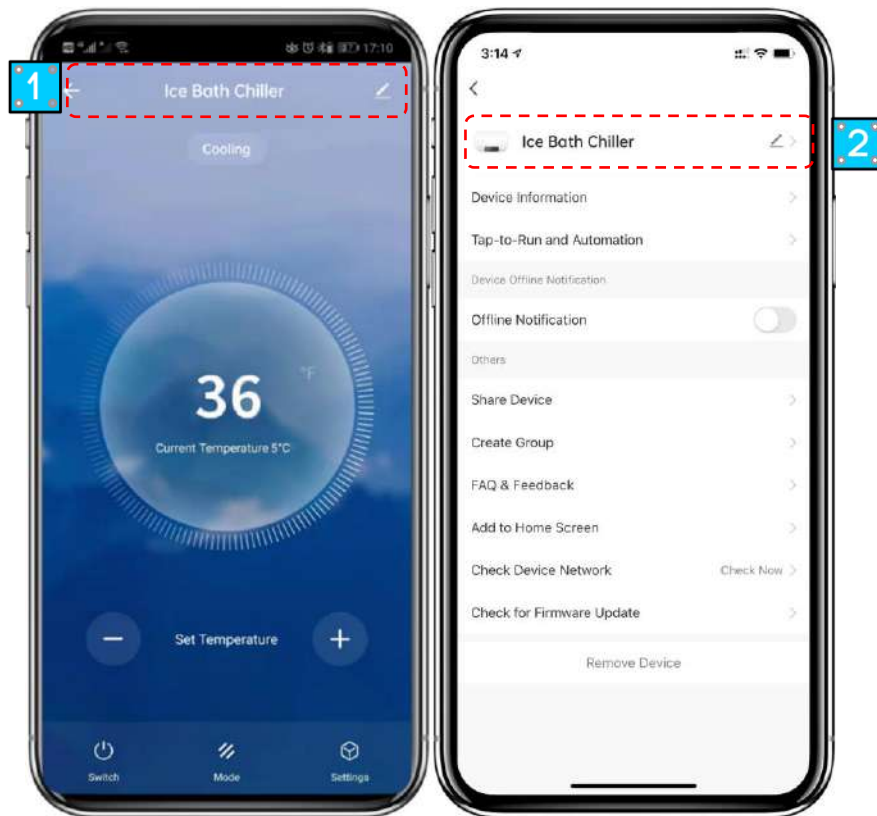 17:10
1
Ice Bath Chiller
Cooling
36
°F
Current Temperature 5°C
Set Temperature
Switch
Mode
Settings
3:14
Ice Bath Chiller
2
Device Information
Tap-to-Run and Automation
Device Offline Notification
Offline Notification
Others
Share Device
Create Group
FAQ & Feedback
Add to Home Screen
Check Device Network Check Now
Check for Firmware Update
Remove Device